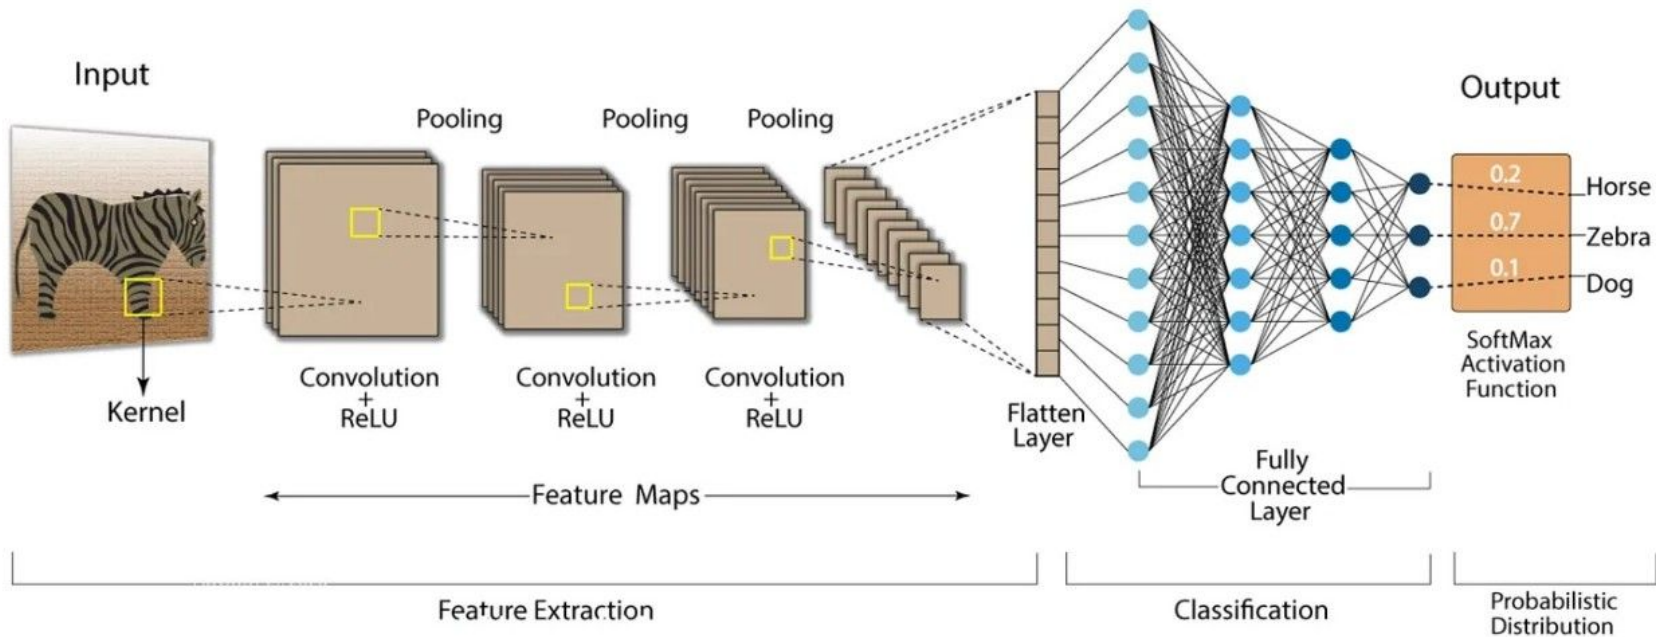 Input
Kernel
Pooling
Pooling
Pooling
Convolution
+
ReLU
Convolution
+
ReLU
Convolution
+
ReLU
Feature Maps
Flatten
Layer
Fully
Connected
Layer
Output
0.2
0.7
0.1
Horse
Zebra
Dog
SoftMax
Activation
Function
Feature Extraction
Classification
Probabilistic
Distribution